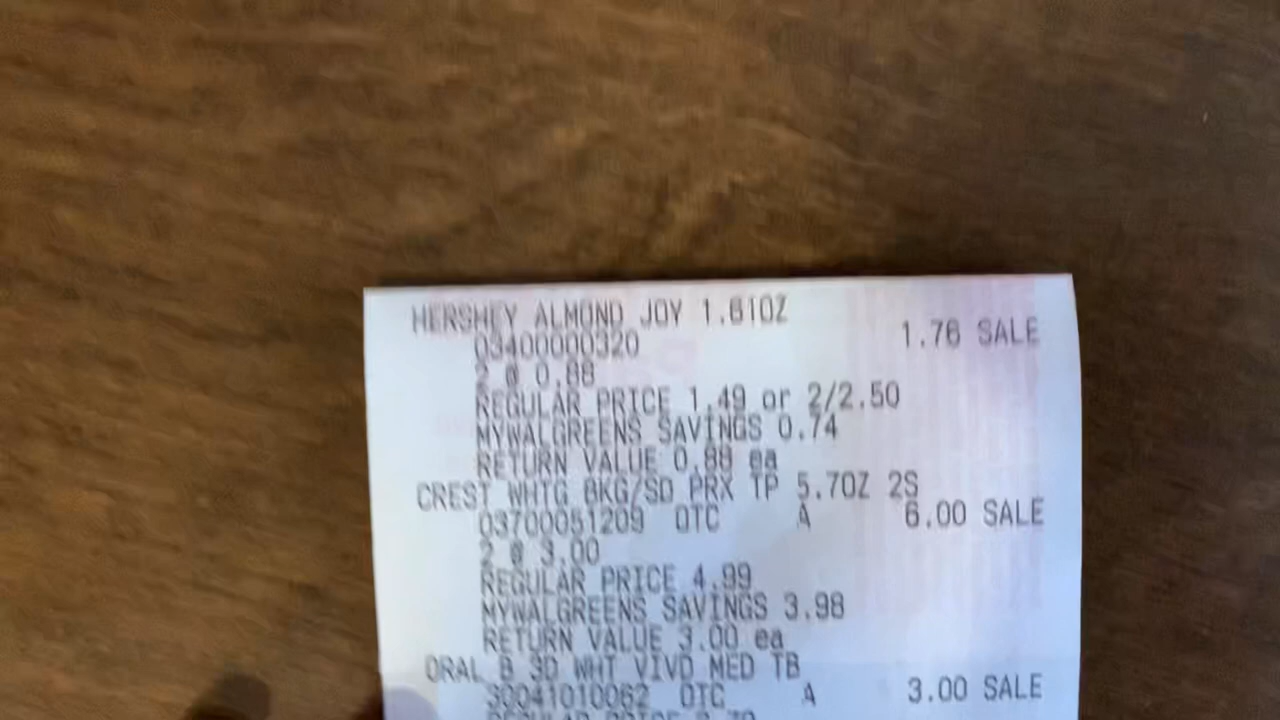 HERSHEY ALMOND JOY 1.61OZ
03400000320 1.76 SALE
2 @ 0.88
REGULAR PRICE 1.49 or 2/2.50
MYWALGREENS SAVINGS 0.74
RETURN VALUE 0.88 ea
CREST WHTG BKG/SD PRX TP 5.7OZ 2S
03700051209 OTC A 6.00 SALE
2 @ 3.00
REGULAR PRICE 4.99
MYWALGREENS SAVINGS 3.98
RETURN VALUE 3.00 ea
ORAL B 3D WHT VIVD MED TB
30041010062 OTC A 3.00 SALE
REGULAR PRICE